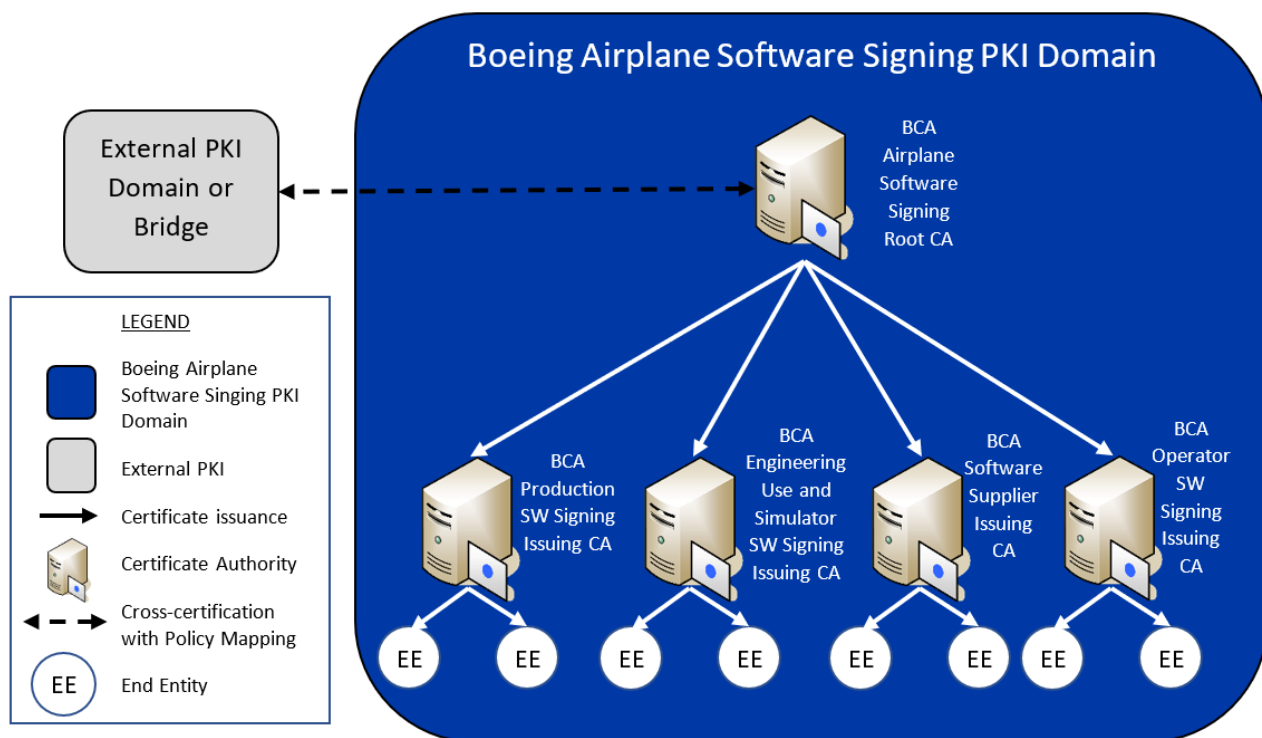 Boeing Airplane Software Signing PKI Domain
External PKI
Domain or
Bridge
BCA
Airplane
Software
Signing
Root CA
LEGEND
Boeing Airplane
Software Singing PKI
Domain
External PKI
Certificate issuance
Certificate Authority
Cross-certification
with Policy Mapping
EE
End Entity
BCA
Production
SW Signing
Issuing CA
BCA
Engineering
Use and
Simulator
SW Signing
Issuing CA
BCA
Software
Supplier
Issuing
CA
BCA
Operator
SW
Signing
Issuing
CA
EE
EE
EE
EE
EE
EE
EE
EE